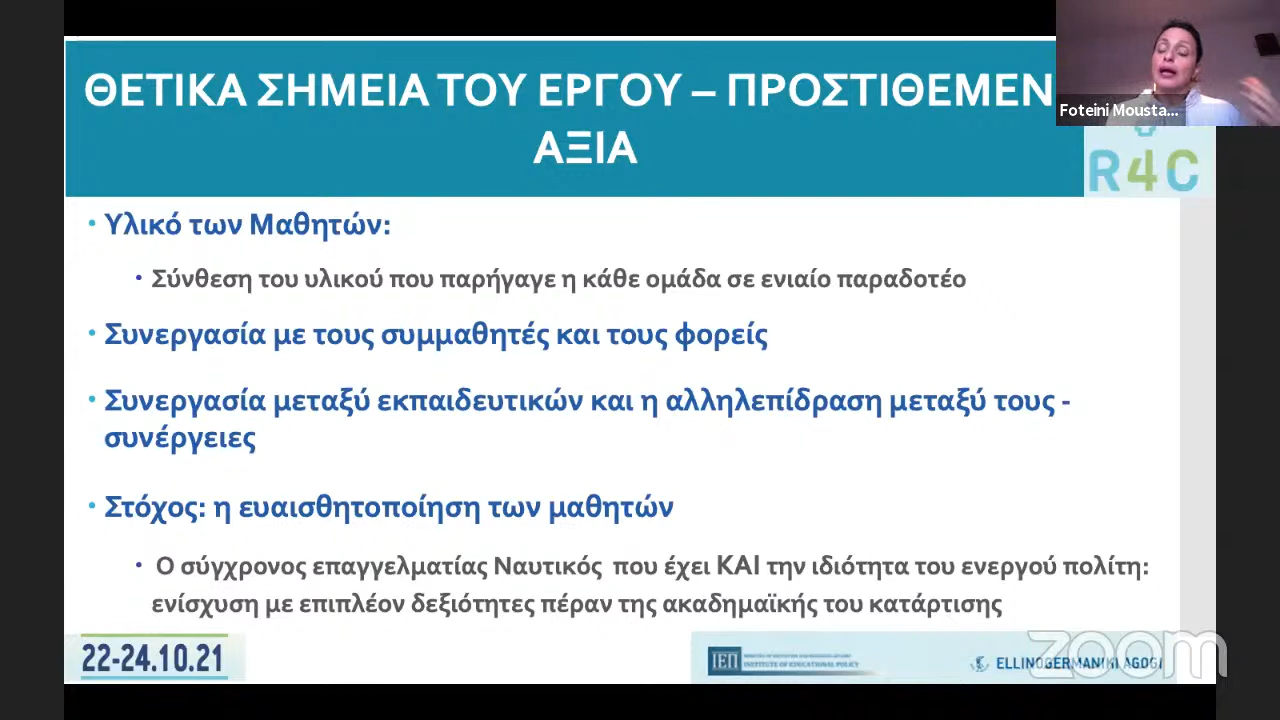 ΘΕΤΙΚΑ ΣΗΜΕΙΑ ΤΟΥ ΕΡΓΟΥ – ΠΡΟΣΤΙΘΕΜΕΝ
ΑΞΙΑ
Foteini Mousta...
R4C
• Υλικό των Μαθητών:
• Σύνθεση του υλικού που παρήγαγε η κάθε ομάδα σε ενιαίο παραδοτέο
• Συνεργασία με τους συμμαθητές και τους φορείς
• Συνεργασία μεταξύ εκπαιδευτικών και η αλληλεπίδραση μεταξύ τους -
συνέργειες
• Στόχος: η ευαισθητοποίηση των μαθητών
• Ο σύγχρονος επαγγελματίας Ναυτικός που έχει ΚΑΙ την ιδιότητα του ενεργού πολίτη:
ενίσχυση με επιπλέον δεξιότητες πέραν της ακαδημαϊκής του κατάρτισης
22-24.10.21
ΙΕΠ
INSTITUTE OF EDUCATIONAL POLICY
ELLINOGERMANIKI AGOGI
zoom